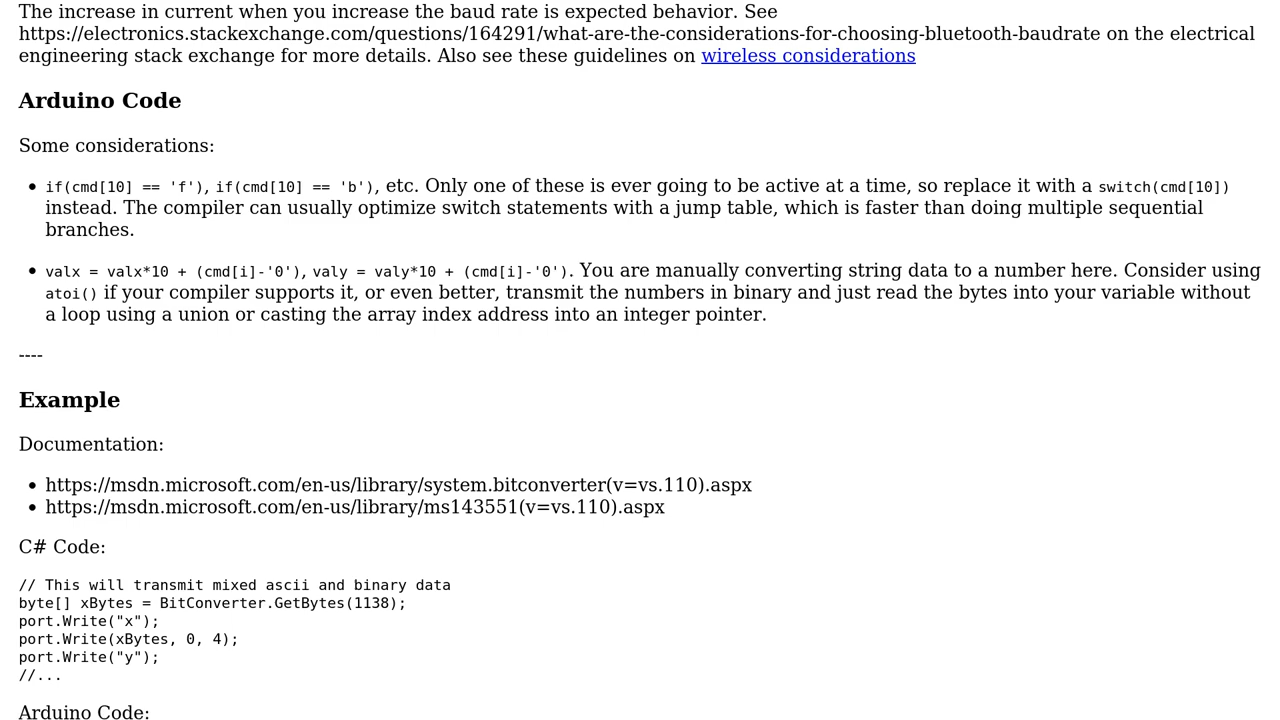 The increase in current when you increase the baud rate is expected behavior. See
https://electronics.stackexchange.com/questions/164291/what-are-the-considerations-for-choosing-bluetooth-baudrate on the electrical
engineering stack exchange for more details. Also see these guidelines on wireless considerations
Arduino Code
Some considerations:
• if(cmd[10] == 'f'), if(cmd[10] == 'b'), etc. Only one of these is ever going to be active at a time, so replace it with a switch(cmd[10])
instead. The compiler can usually optimize switch statements with a jump table, which is faster than doing multiple sequential
branches.
• valx = valx*10 + (cmd[i]-'0'), valy = valy*10 + (cmd[i]-'0'). You are manually converting string data to a number here. Consider using
atoi() if your compiler supports it, or even better, transmit the numbers in binary and just read the bytes into your variable without
a loop using a union or casting the array index address into an integer pointer.
----
Example
Documentation:
• https://msdn.microsoft.com/en-us/library/system.bitconverter(v=vs.110).aspx
• https://msdn.microsoft.com/en-us/library/ms143551(v=vs.110).aspx
C# Code:
// This will transmit mixed ascii and binary data
byte[] xBytes = BitConverter.GetBytes(1138);
port.Write("x");
port.Write(xBytes, 0, 4);
port.Write("y");
//...
Arduino Code: